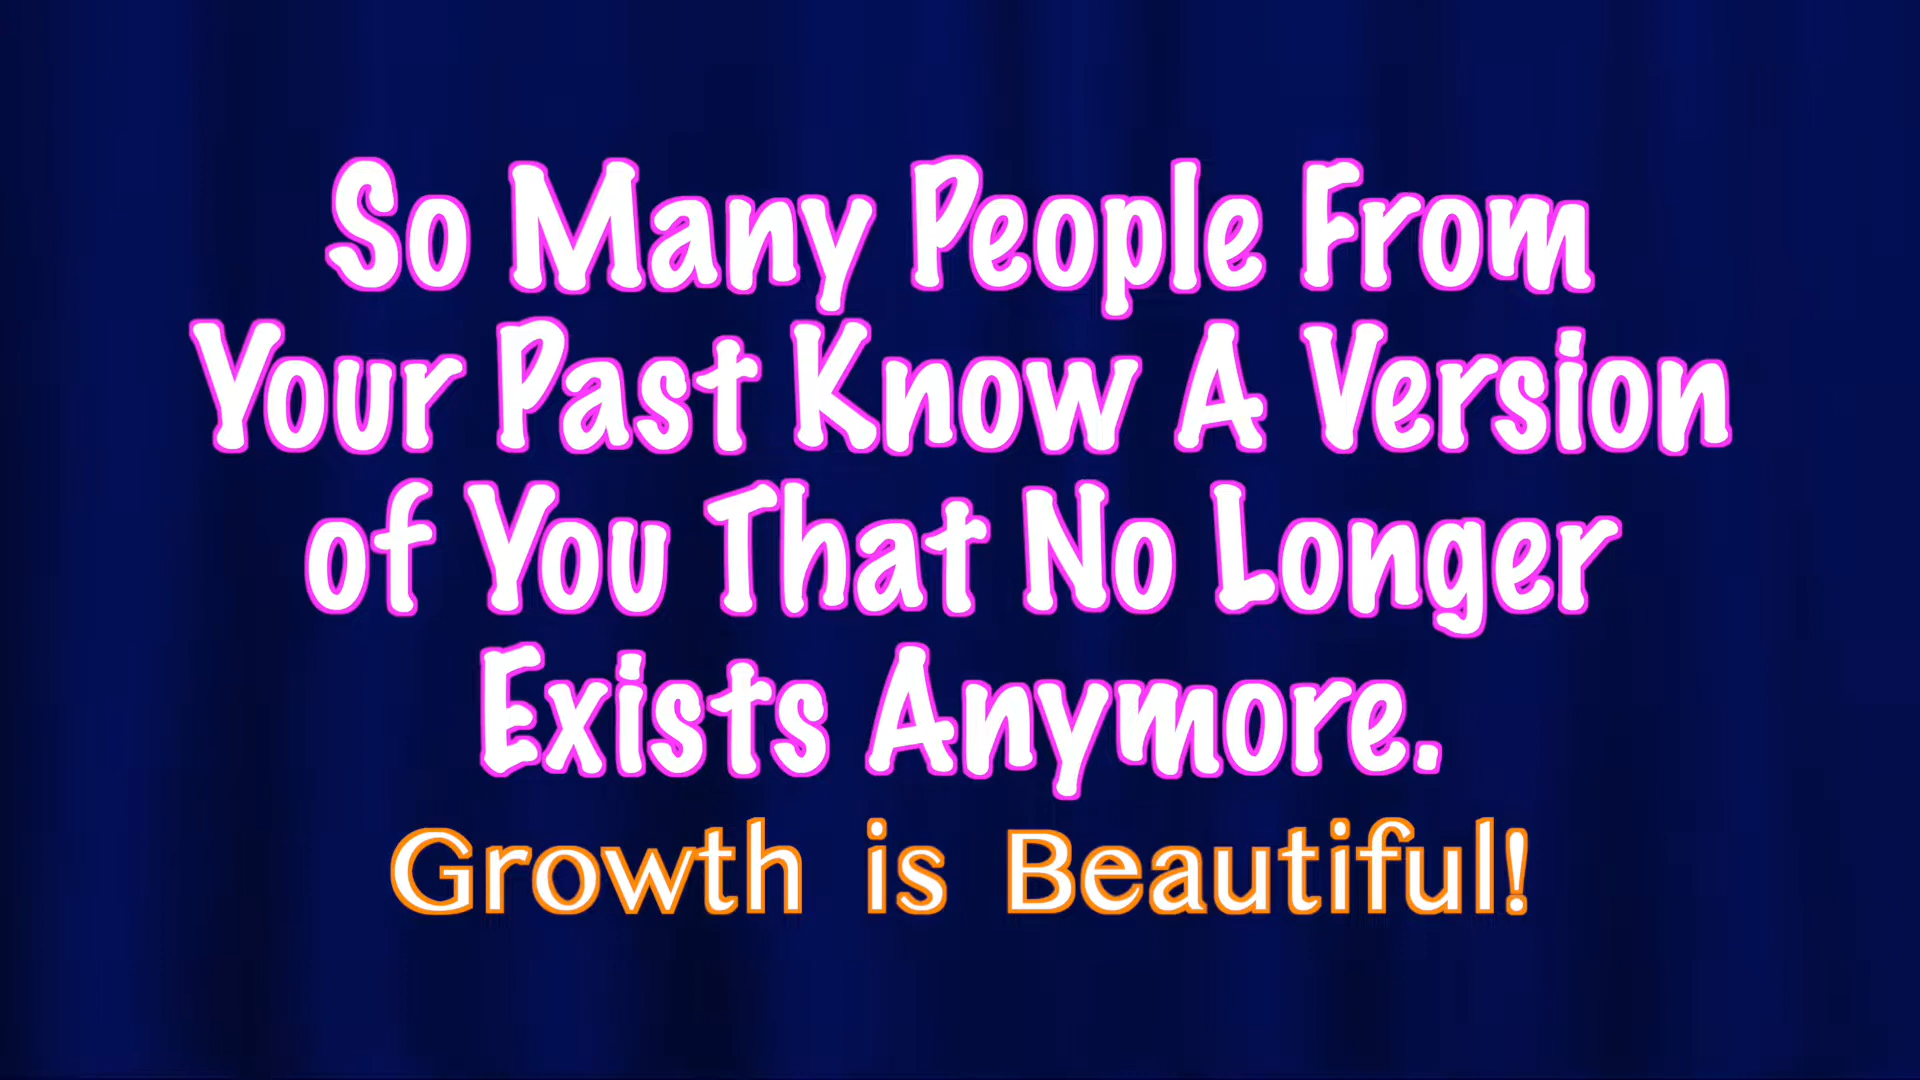 So Many People From
Your Past Know A Version
of You That No Longer
Exists Anymore.
Growth is Beautiful!